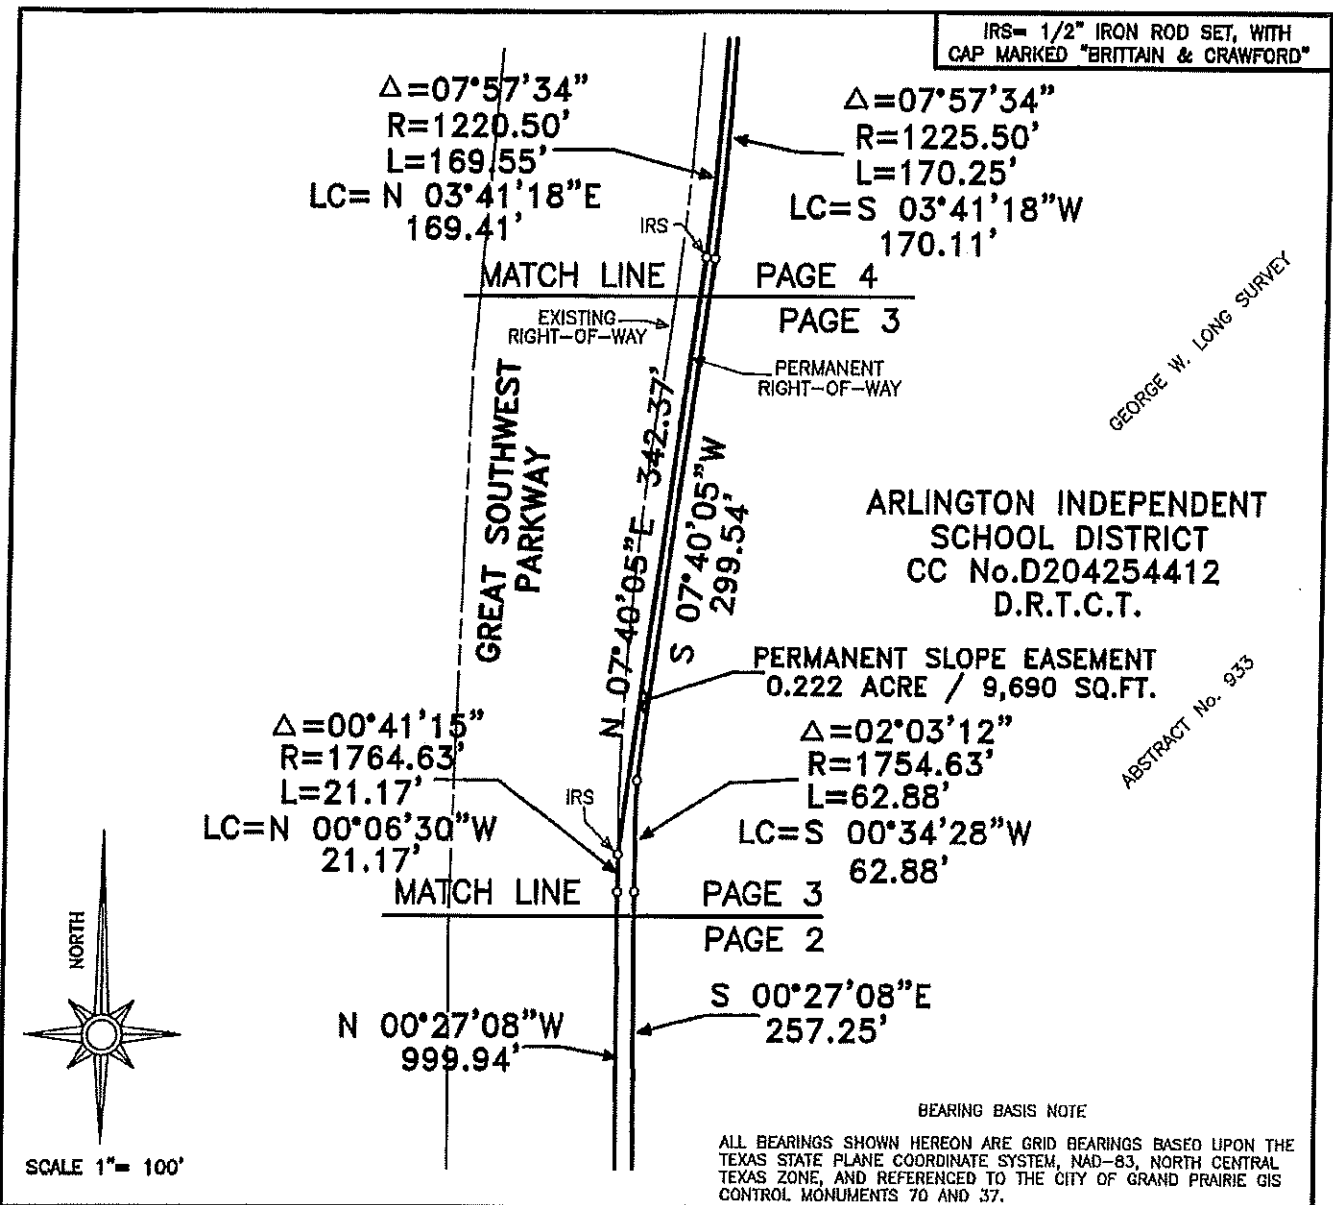 IRS= 1/2" IRON ROD SET, WITH
CAP MARKED "BRITTAIN & CRAWFORD"
Δ=07°57'34"
R=1220.50'
L=169.55'
LC= N 03°41'18"E
169.41'
Δ=07°57'34"
R=1225.50'
L=170.25'
LC=S 03°41'18"W
170.11'
IRS
MATCH LINE PAGE 4
PAGE 3
EXISTING
RIGHT-OF-WAY
PERMANENT
RIGHT-OF-WAY
GEORGE W. LONG SURVEY
GREAT SOUTHWEST
PARKWAY
N 07°40'05"E 342.37'
S 07°40'05"W
299.54'
ARLINGTON INDEPENDENT
SCHOOL DISTRICT
CC No.D204254412
D.R.T.C.T.
PERMANENT SLOPE EASEMENT
0.222 ACRE / 9,690 SQ.FT.
ABSTRACT No. 933
Δ=00°41'15"
R=1764.63'
L=21.17'
LC=N 00°06'30"W
21.17'
IRS
Δ=02°03'12"
R=1754.63'
L=62.88'
LC=S 00°34'28"W
62.88'
MATCH LINE PAGE 3
PAGE 2
NORTH
N 00°27'08"W
999.94'
S 00°27'08"E
257.25'
SCALE 1"= 100'
BEARING BASIS NOTE
ALL BEARINGS SHOWN HEREON ARE GRID BEARINGS BASED UPON THE
TEXAS STATE PLANE COORDINATE SYSTEM, NAD-83, NORTH CENTRAL
TEXAS ZONE, AND REFERENCED TO THE CITY OF GRAND PRAIRIE GIS
CONTROL MONUMENTS 70 AND 37.